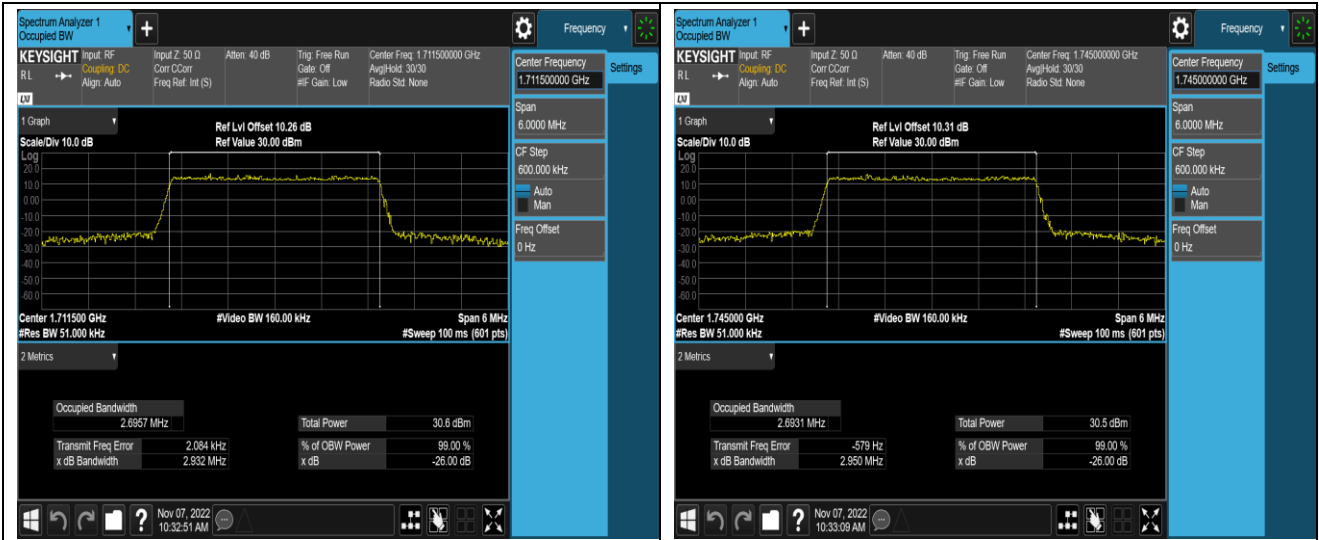 Spectrum Analyzer 1
Occupied BW
+
Frequency
KEYSIGHT
Input: RF
Coupling: DC
Align: Auto
Input Z: 50 Ω
Corr CCorr
Freq Ref: Int (S)
Atten: 40 dB
Trig: Free Run
Gate: Off
#IF Gain: Low
Center Freq: 1.711500000 GHz
Avg|Hold: 30/30
Radio Std: None
RL
LXI
Center Frequency
1.711500000 GHz
Settings
Span
6.0000 MHz
CF Step
600.000 kHz
Auto
Man
Freq Offset
0 Hz
1 Graph
Scale/Div 10.0 dB
Ref Lvl Offset 10.26 dB
Ref Value 30.00 dBm
Log
20.0
10.0
0.00
-10.0
-20.0
-30.0
-40.0
-50.0
-60.0
Center 1.711500 GHz
#Video BW 160.00 kHz
Span 6 MHz
#Res BW 51.000 kHz
#Sweep 100 ms (601 pts)
2 Metrics
Occupied Bandwidth
2.6957 MHz
Total Power 30.6 dBm
Transmit Freq Error 2.084 kHz
% of OBW Power 99.00 %
x dB Bandwidth 2.932 MHz
x dB -26.00 dB
?
Nov 07, 2022
10:32:51 AM
Spectrum Analyzer 1
Occupied BW
+
Frequency
KEYSIGHT
Input: RF
Coupling: DC
Align: Auto
Input Z: 50 Ω
Corr CCorr
Freq Ref: Int (S)
Atten: 40 dB
Trig: Free Run
Gate: Off
#IF Gain: Low
Center Freq: 1.745000000 GHz
Avg|Hold: 30/30
Radio Std: None
RL
LXI
Center Frequency
1.745000000 GHz
Settings
Span
6.0000 MHz
CF Step
600.000 kHz
Auto
Man
Freq Offset
0 Hz
1 Graph
Scale/Div 10.0 dB
Ref Lvl Offset 10.31 dB
Ref Value 30.00 dBm
Log
20.0
10.0
0.00
-10.0
-20.0
-30.0
-40.0
-50.0
-60.0
Center 1.745000 GHz
#Video BW 160.00 kHz
Span 6 MHz
#Res BW 51.000 kHz
#Sweep 100 ms (601 pts)
2 Metrics
Occupied Bandwidth
2.6931 MHz
Total Power 30.5 dBm
Transmit Freq Error -579 Hz
% of OBW Power 99.00 %
x dB Bandwidth 2.950 MHz
x dB -26.00 dB
?
Nov 07, 2022
10:33:09 AM